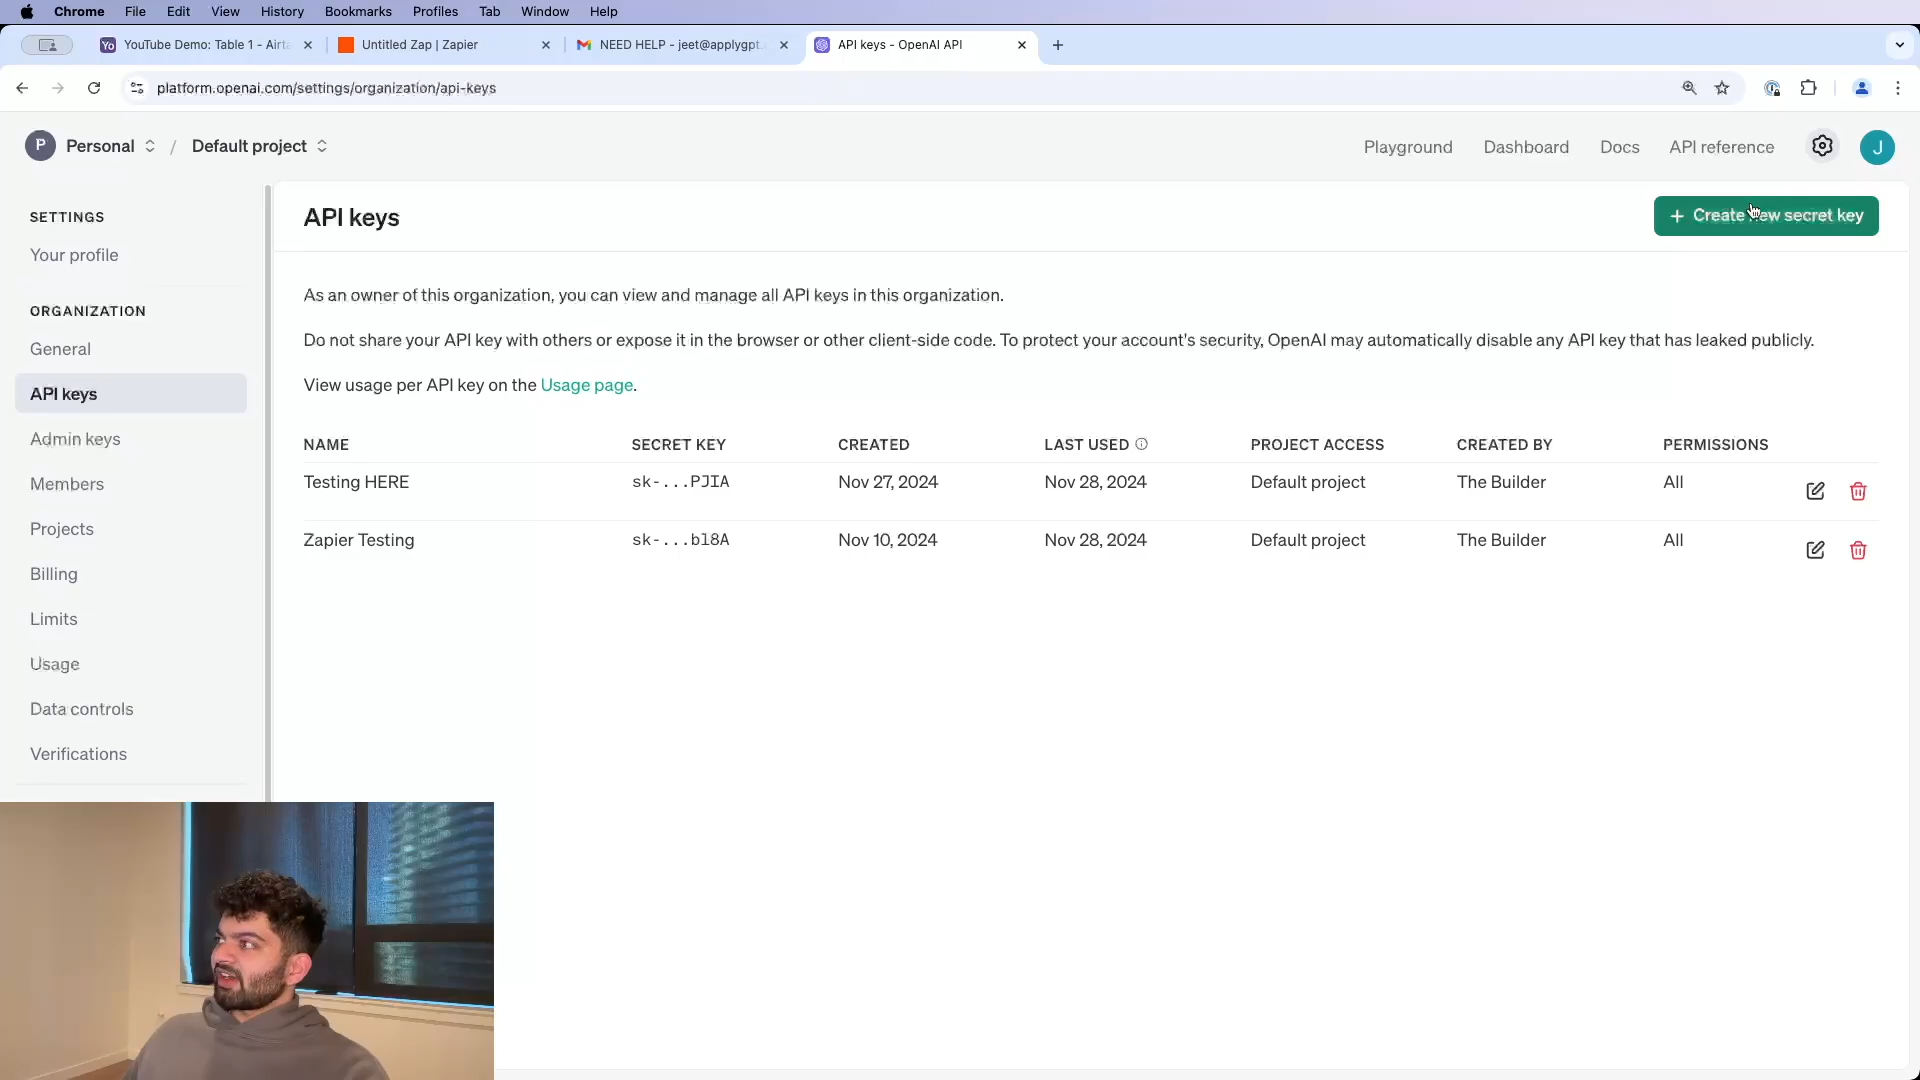 Chrome File Edit View History Bookmarks Profiles Tab Window Help
Yo YouTube Demo: Table 1 - Airta
Untitled Zap | Zapier
NEED HELP - jeet@applygpt.
API keys - OpenAI API
platform.openai.com/settings/organization/api-keys
P Personal / Default project
Playground Dashboard Docs API reference J
SETTINGS
Your profile
ORGANIZATION
General
API keys
Admin keys
Members
Projects
Billing
Limits
Usage
Data controls
Verifications
API keys
+ Create new secret key
As an owner of this organization, you can view and manage all API keys in this organization.
Do not share your API key with others or expose it in the browser or other client-side code. To protect your account's security, OpenAI may automatically disable any API key that has leaked publicly.
View usage per API key on the Usage page.
NAME SECRET KEY CREATED LAST USED PROJECT ACCESS CREATED BY PERMISSIONS
Testing HERE sk-...PJIA Nov 27, 2024 Nov 28, 2024 Default project The Builder All
Zapier Testing sk-...bl8A Nov 10, 2024 Nov 28, 2024 Default project The Builder All